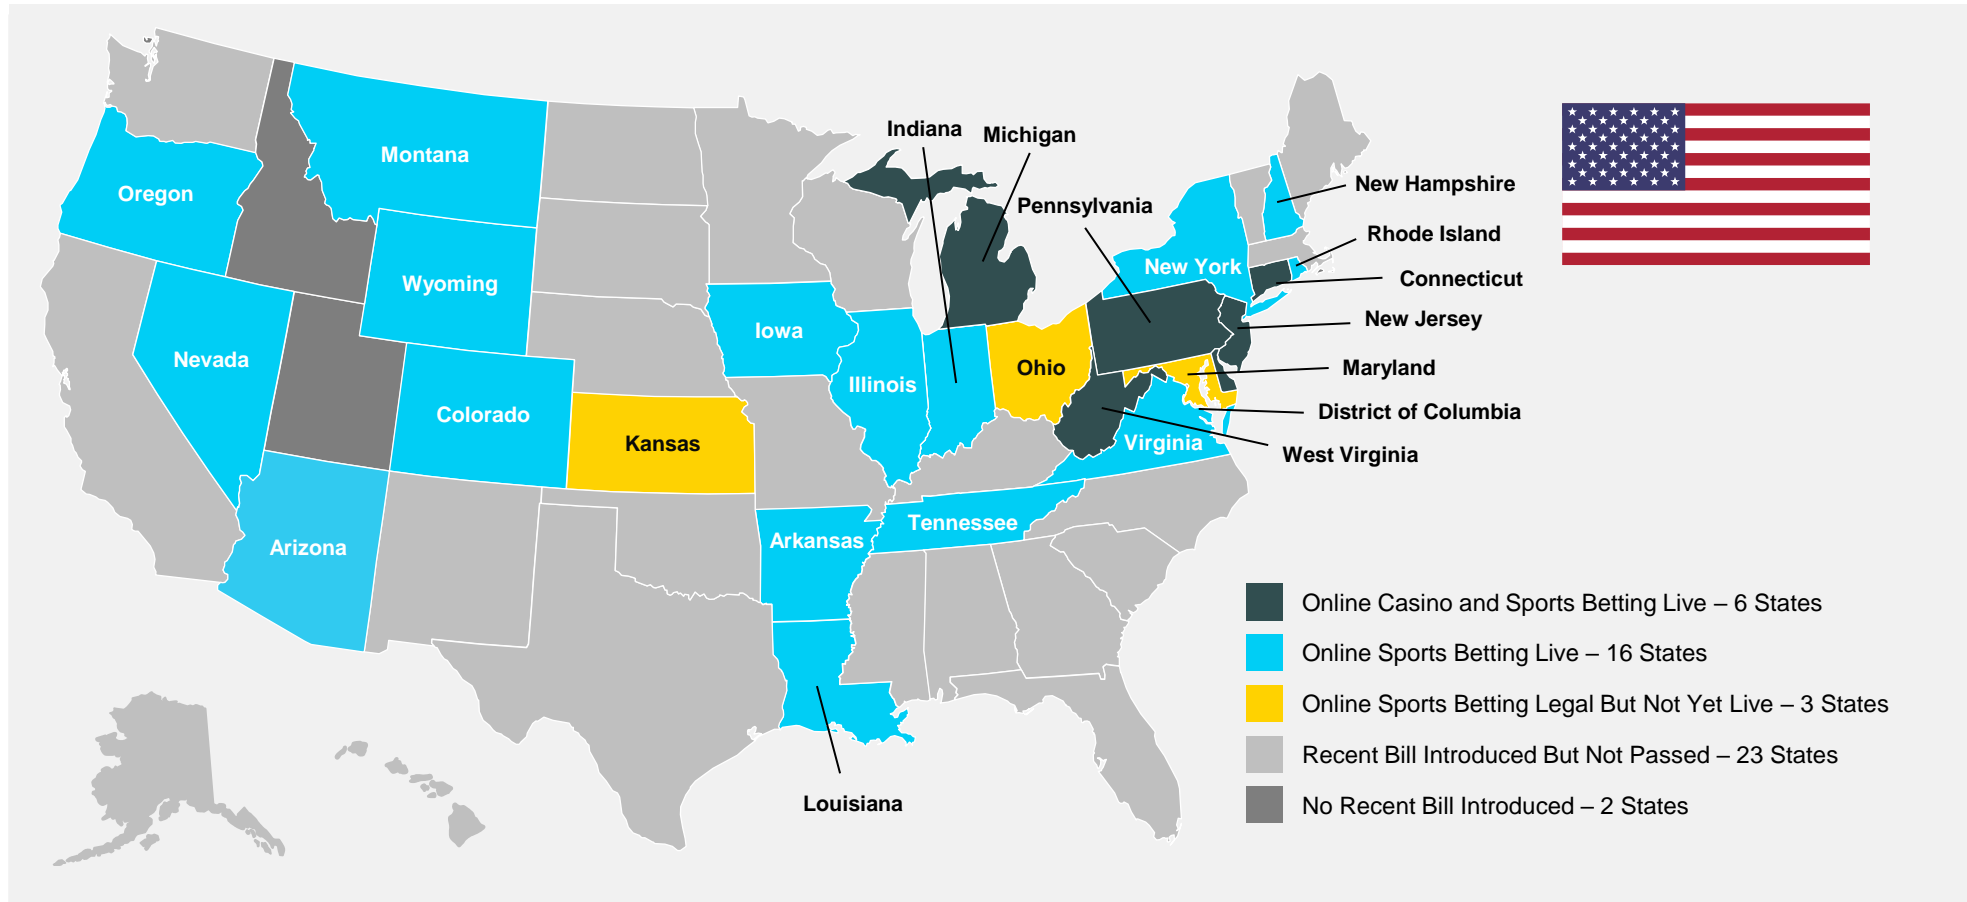 Indiana
Michigan
Montana
Oregon
New Hampshire
Pennsylvania
Rhode Island
New York
Connecticut
Wyoming
New Jersey
Iowa
Nevada
Ohio
Maryland
Illinois
Colorado
District of Columbia
Kansas
Virginia
West Virginia
Tennessee
Arkansas
Arizona
Louisiana
Online Casino and Sports Betting Live – 6 States
Online Sports Betting Live – 16 States
Online Sports Betting Legal But Not Yet Live – 3 States
Recent Bill Introduced But Not Passed – 23 States
No Recent Bill Introduced – 2 States